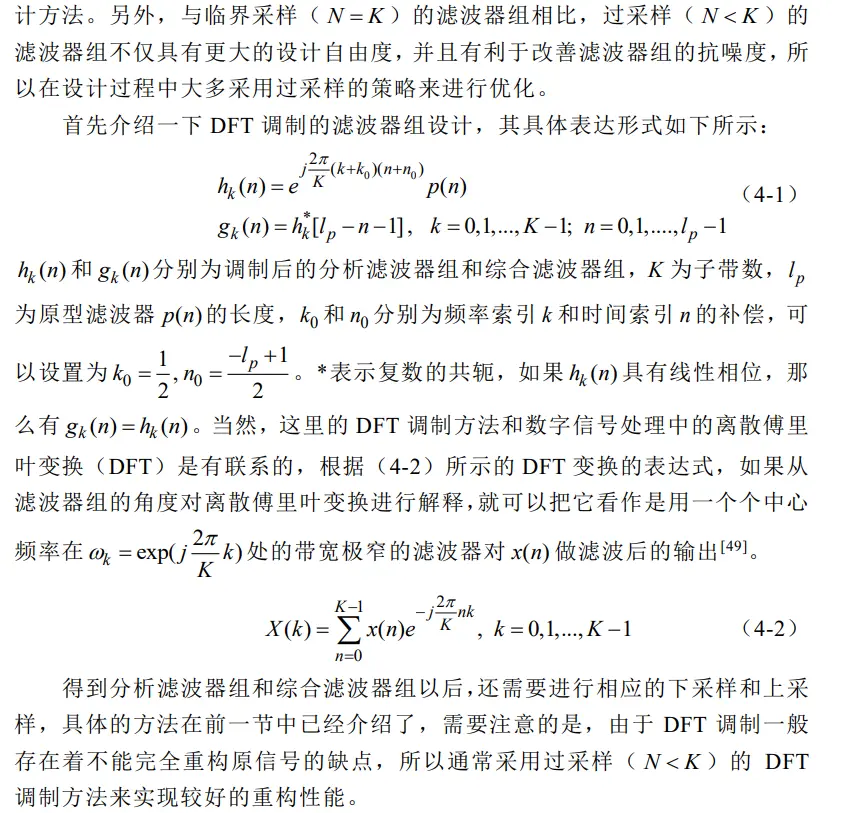 计方法。另外，与临界采样（N = K）的滤波器组相比，过采样（N < K）的
滤波器组不仅具有更大的设计自由度，并且有利于改善滤波器组的抗噪度，所
以在设计过程中大多采用过采样的策略来进行优化。
首先介绍一下 DFT 调制的滤波器组设计，其具体表达形式如下所示：
h_k(n) = e^{j\frac{2π}{K}(k+k_0)(n+n_0)} p(n)
（4-1）
g_k(n) = h_k^*[l_p − n − 1], k = 0,1,...,K − 1; n = 0,1,....,l_p − 1
h_k(n) 和 g_k(n) 分别为调制后的分析滤波器组和综合滤波器组，K 为子带数，l_p
为原型滤波器 p(n) 的长度，k_0 和 n_0 分别为频率索引 k 和时间索引 n 的补偿，可
以设置为 k_0 = \frac{1}{2}, n_0 = \frac{-l_p + 1}{2}。*表示复数的共轭，如果 h_k(n) 具有线性相位，那
么有 g_k(n) = h_k(n)。当然，这里的 DFT 调制方法和数字信号处理中的离散傅里
叶变换（DFT）是有联系的，根据（4-2）所示的 DFT 变换的表达式，如果从
滤波器组的角度对离散傅里叶变换进行解释，就可以把它看作是用一个个中心
频率在 ω_k = exp(j\frac{2π}{K}k) 处的带宽极窄的滤波器对 x(n) 做滤波后的输出[49]。
X(k) = \sum_{n=0}^{K−1} x(n)e^{−j\frac{2π}{K}nk}, k = 0,1,...,K − 1 （4-2）
得到分析滤波器组和综合滤波器组以后，还需要进行相应的下采样和上采
样，具体的方法在前一节中已经介绍了，需要注意的是，由于 DFT 调制一般
存在着不能完全重构原信号的缺点，所以通常采用过采样（N < K）的 DFT
调制方法来实现较好的重构性能。